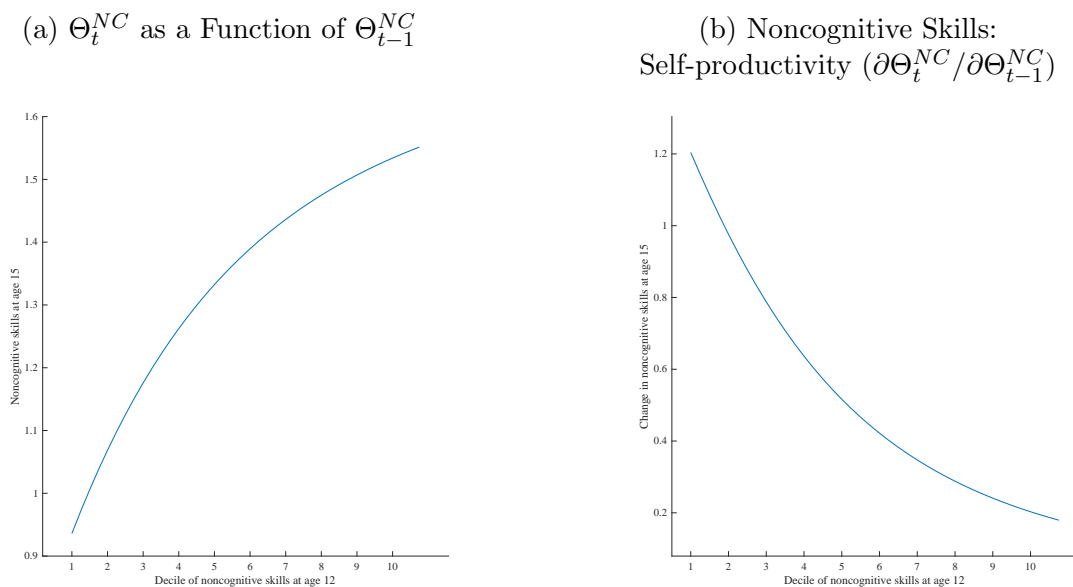 (a) Θ_t^{NC} as a Function of Θ_{t−1}^{NC}
1.6
1.5
1.4
1.3
1.2
1.1
1
0.9
Noncognitive skills at age 15
1 2 3 4 5 6 7 8 9 10
Decile of noncognitive skills at age 12
(b) Noncognitive Skills:
Self-productivity (∂Θ_t^{NC}/∂Θ_{t−1}^{NC})
1.2
1
0.8
0.6
0.4
0.2
Change in noncognitive skills at age 15
1 2 3 4 5 6 7 8 9 10
Decile of noncognitive skills at age 12